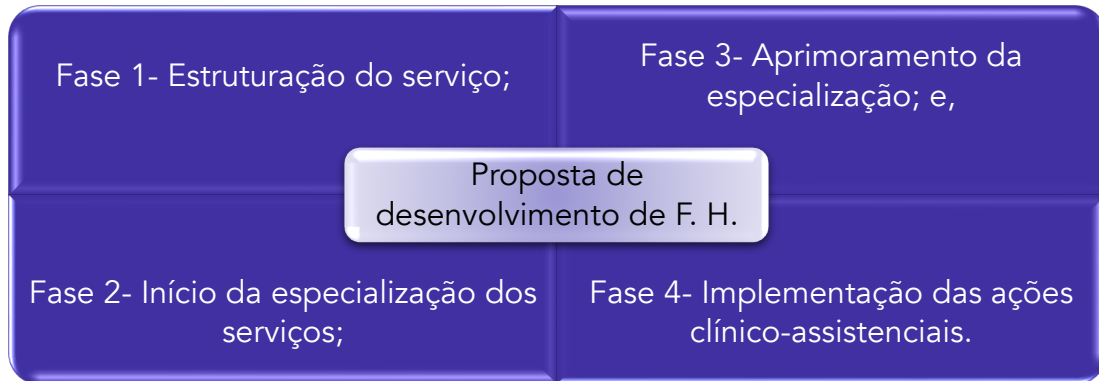 Fase 1- Estruturação do serviço;
Fase 3- Aprimoramento da
especialização; e,
Proposta de
desenvolvimento de F. H.
Fase 2- Início da especialização dos
serviços;
Fase 4- Implementação das ações
clínico-assistenciais.